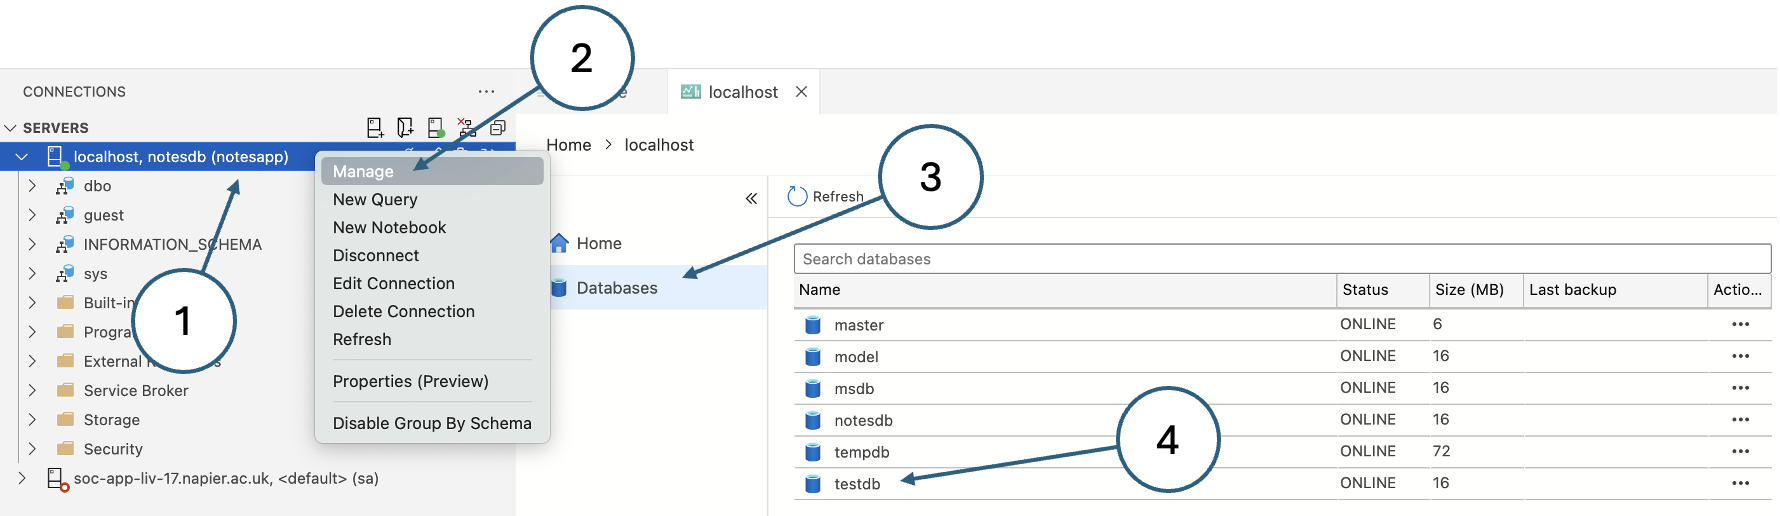 2
CONNECTIONS
localhost
SERVERS
localhost, notesdb (notesapp)
Home > localhost
dbo
guest
INFORMATION_SCHEMA
sys
Service Broker
Storage
Security
soc-app-liv-17.napier.ac.uk, <default> (sa)
1
Manage
New Query
New Notebook
Disconnect
Edit Connection
Delete Connection
Refresh
Properties (Preview)
Disable Group By Schema
3
Home
Databases
Refresh
Search databases
Name Status Size (MB) Last backup Actio...
master ONLINE 6
model ONLINE 16
msdb ONLINE 16
notesdb ONLINE 16
tempdb ONLINE 72
testdb ONLINE 16
4